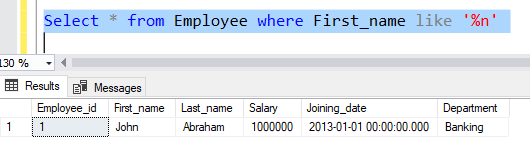 Select * from Employee where First_name like '%n'
130 %
Results Messages
Employee_id First_name Last_name Salary Joining_date Department
1 1 John Abraham 1000000 2013-01-01 00:00:00.000 Banking